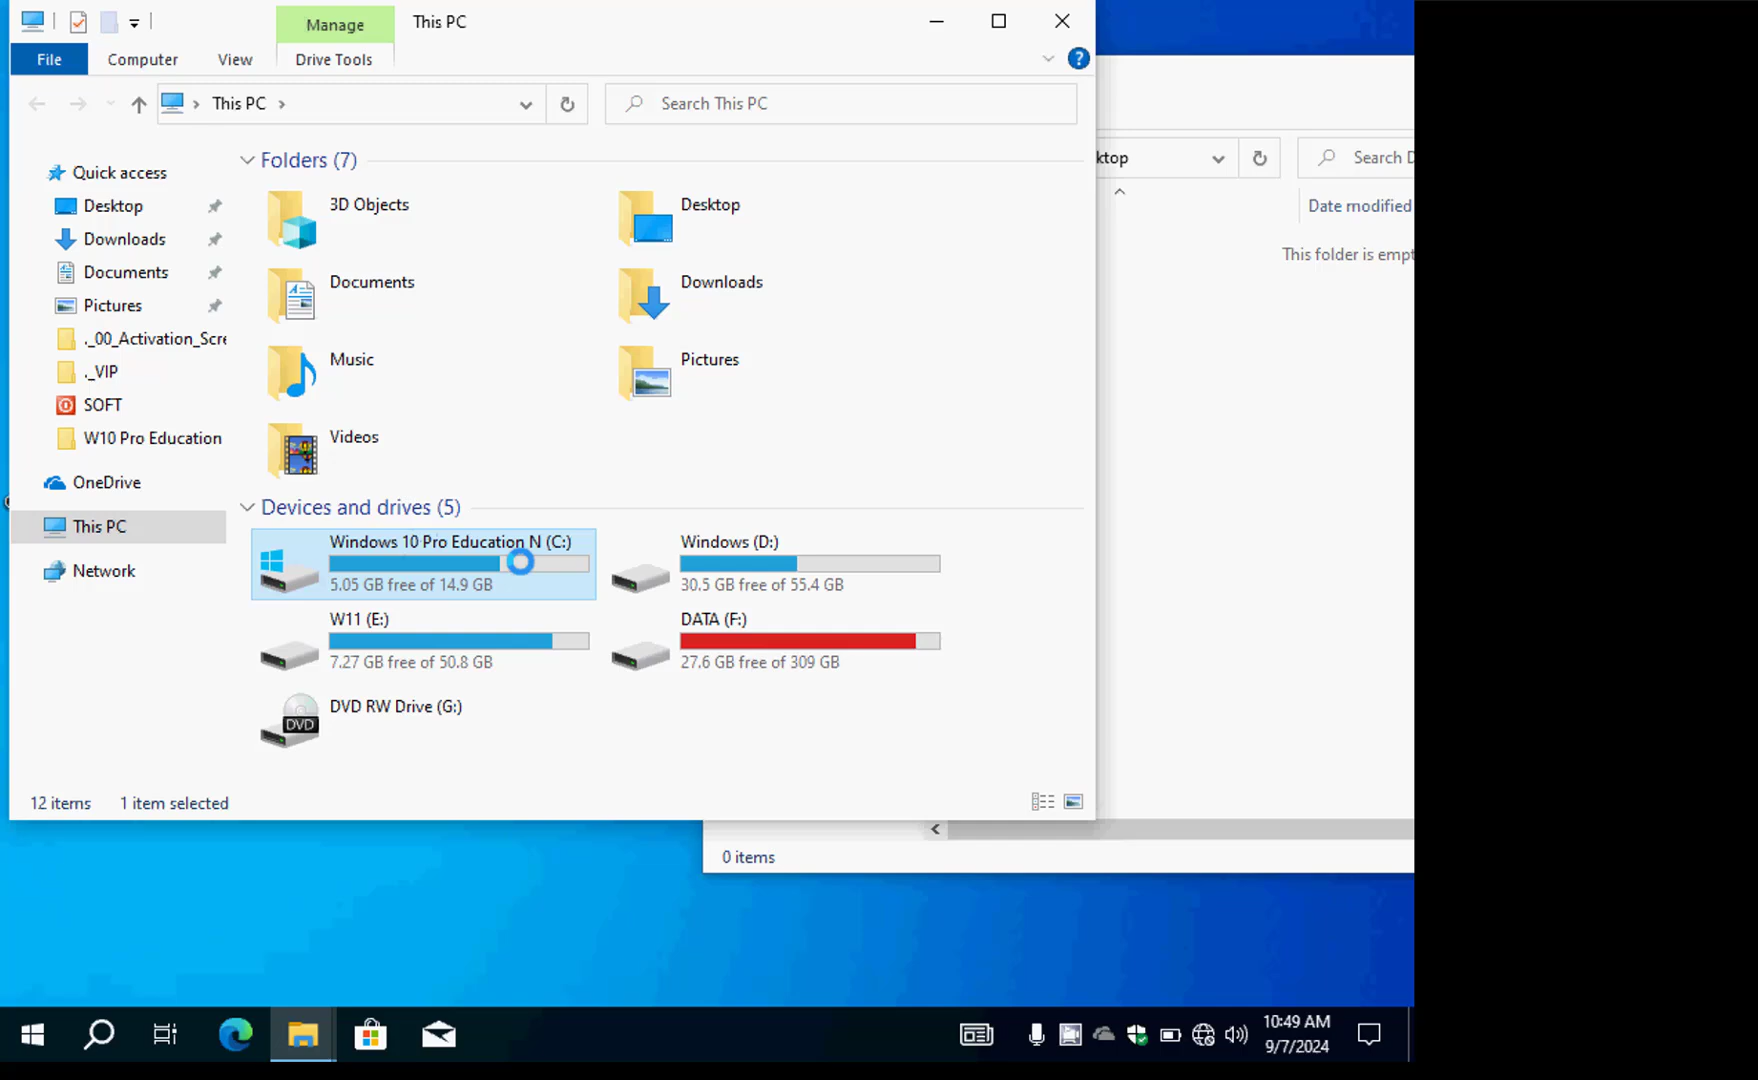 Manage
This PC
File
Computer
View
Drive Tools
This PC
Search This PC
Quick access
Desktop
Downloads
Documents
Pictures
._00_Activation_Scre
._VIP
SOFT
W10 Pro Education
OneDrive
This PC
Network
Folders (7)
3D Objects
Desktop
Documents
Downloads
Music
Pictures
Videos
Devices and drives (5)
Windows 10 Pro Education N (C:)
5.05 GB free of 14.9 GB
Windows (D:)
30.5 GB free of 55.4 GB
W11 (E:)
7.27 GB free of 50.8 GB
DATA (F:)
27.6 GB free of 309 GB
DVD
DVD RW Drive (G:)
12 items
1 item selected
ktop
Search D
Date modified
This folder is empt
0 items
10:49 AM
9/7/2024